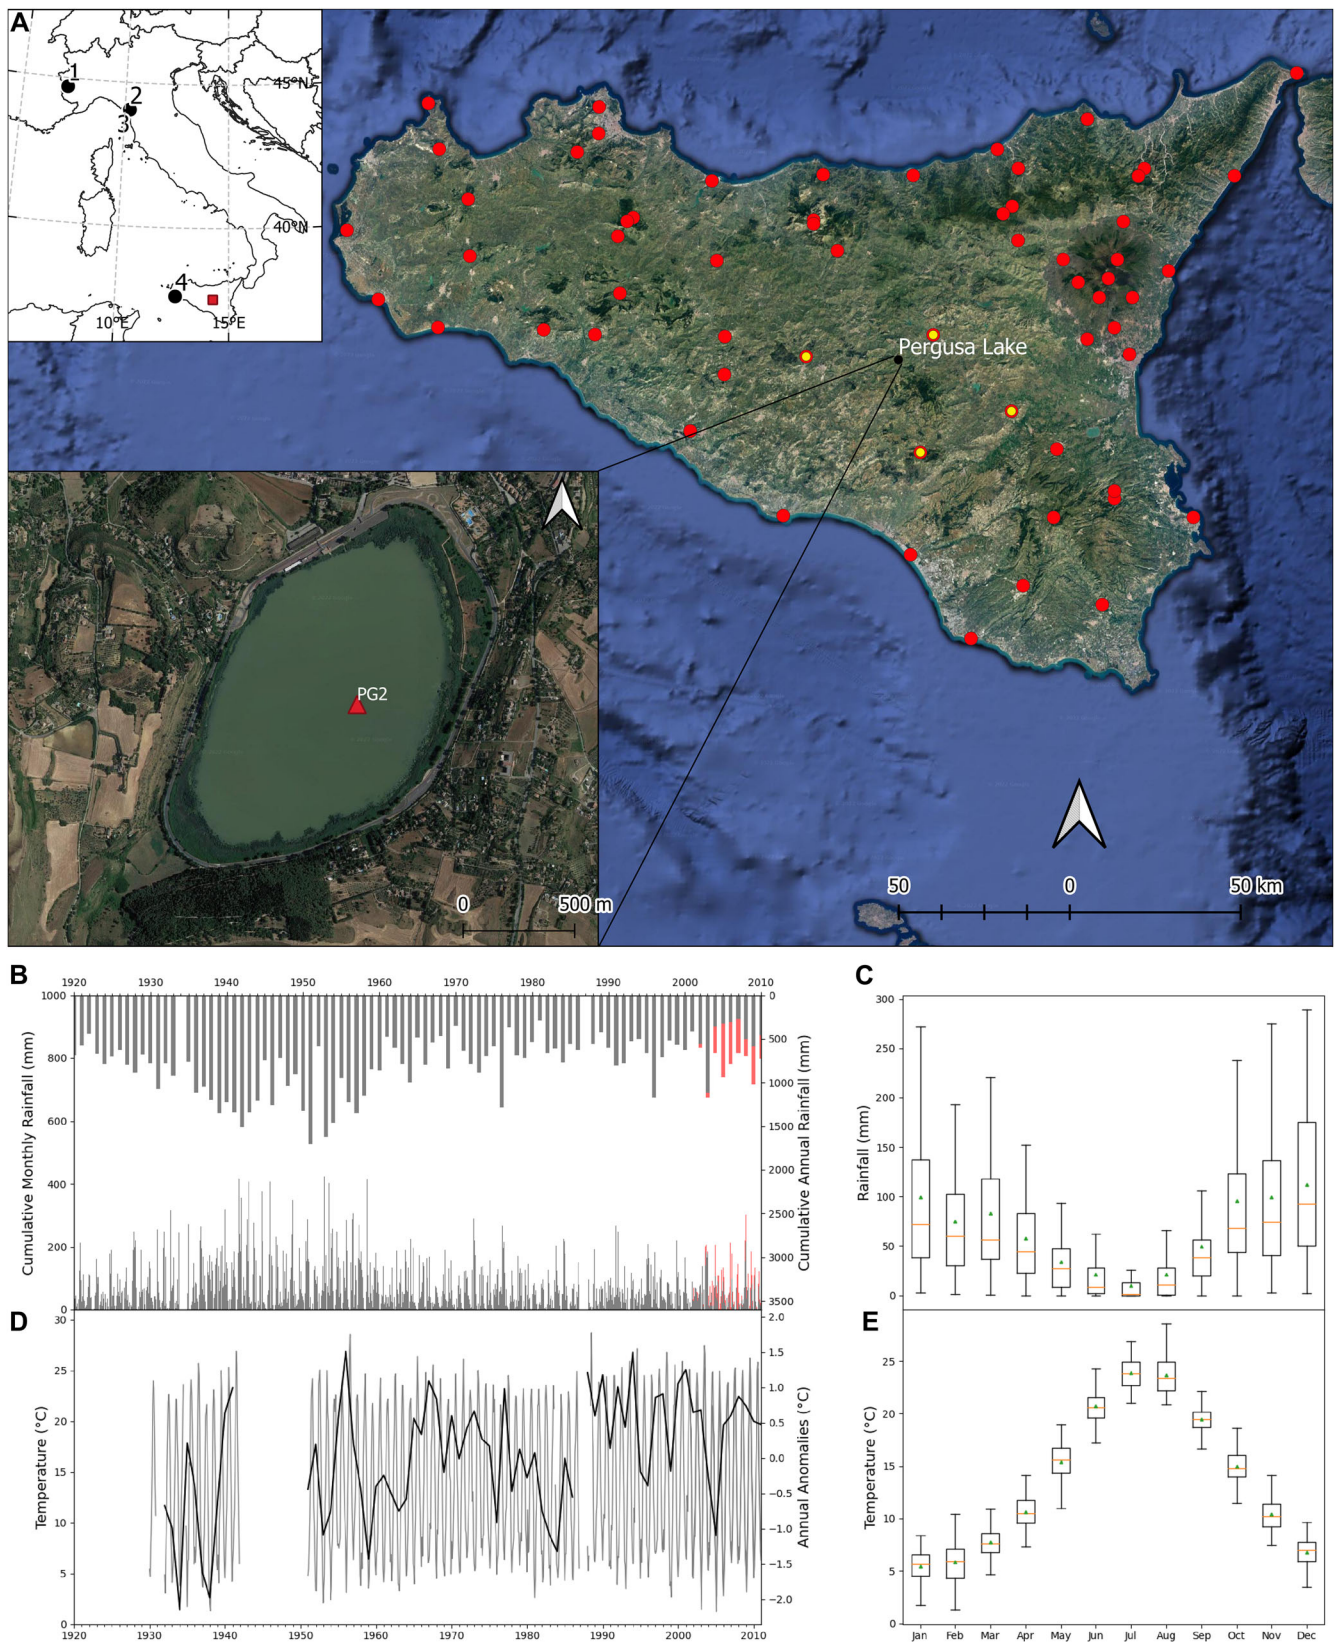 A
1
2
3
4
45°N
40°N
10°E
15°E
Pergusa Lake
PG2
0 500 m
50 0 50 km
B
1920 1930 1940 1950 1960 1970 1980 1990 2000 2010
Cumulative Monthly Rainfall (mm)
1000
800
600
400
200
0
Cumulative Annual Rainfall (mm)
0
500
1000
1500
2000
2500
3000
3500
C
Rainfall (mm)
300
250
200
150
100
50
0
D
Temperature (°C)
30
25
20
15
10
5
0
Annual Anomalies (°C)
2.0
1.5
1.0
0.5
0.0
−0.5
−1.0
−1.5
−2.0
1920 1930 1940 1950 1960 1970 1980 1990 2000 2010
E
Temperature (°C)
25
20
15
10
5
0
Jan Feb Mar Apr May Jun Jul Aug Sep Oct Nov Dec